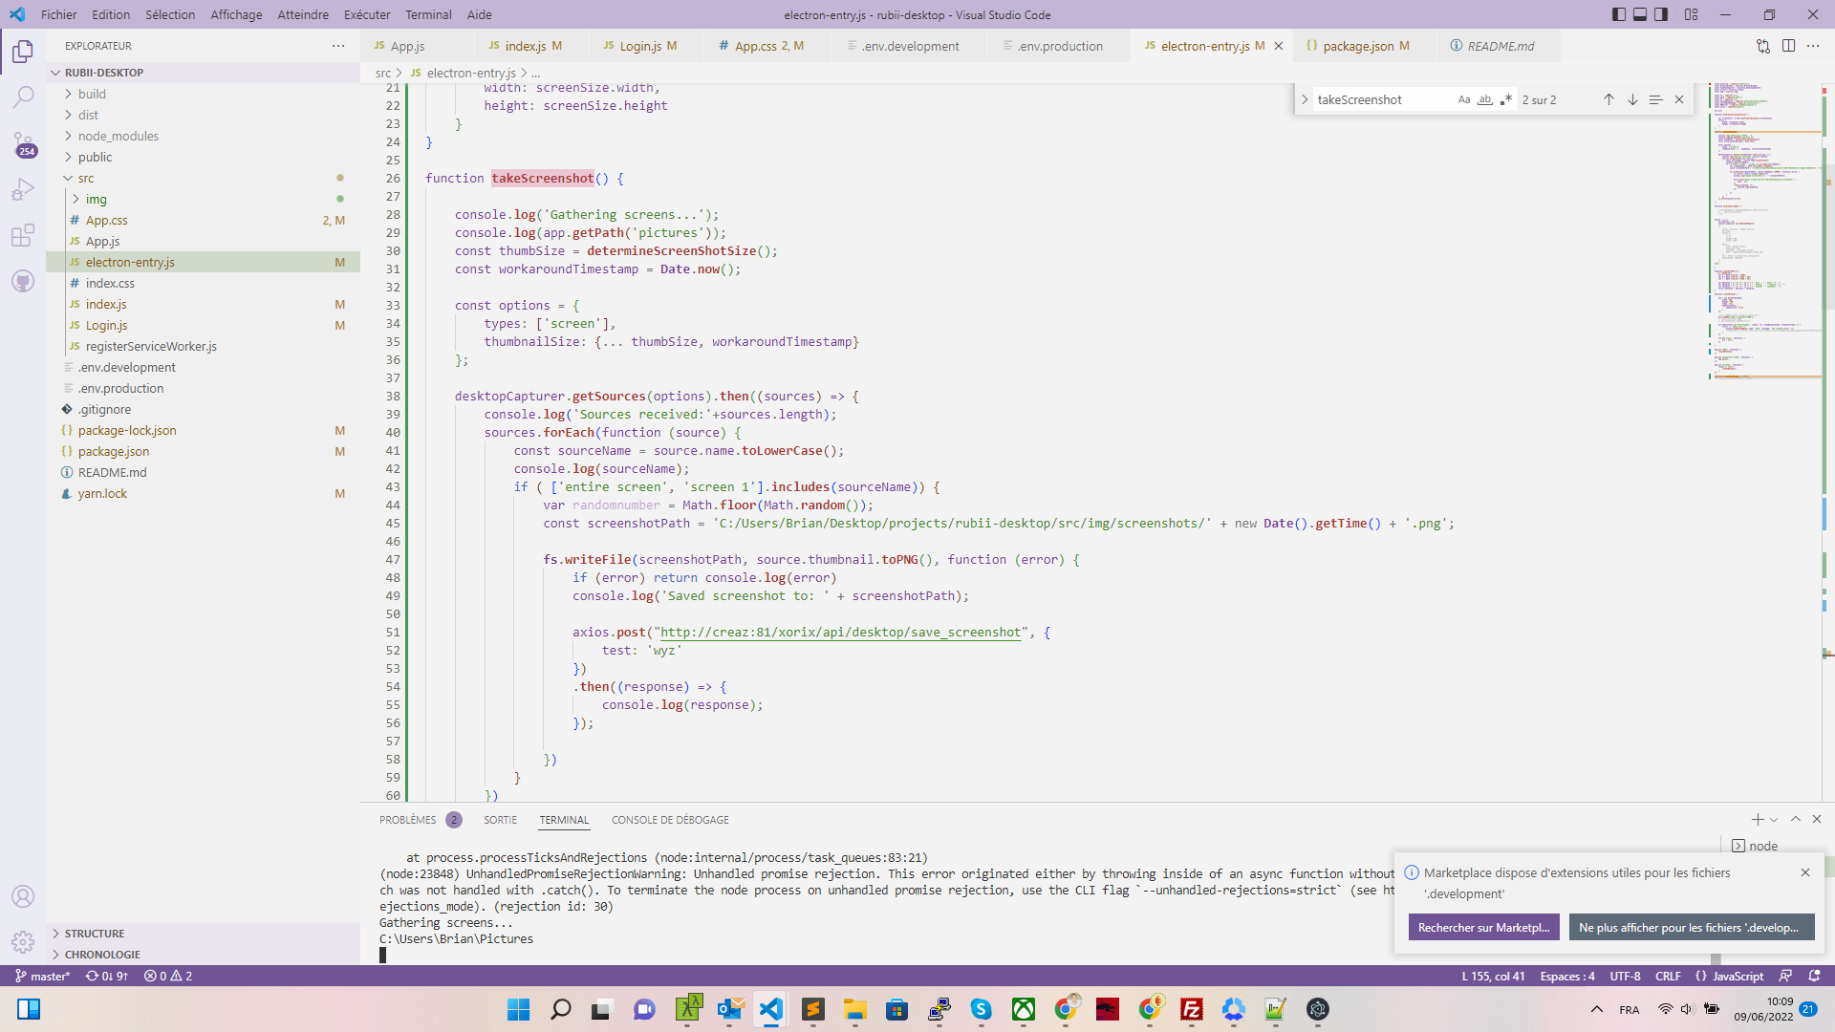 Fichier Edition Sélection Affichage Atteindre Exécuter Terminal Aide
electron-entry.js - rubii-desktop - Visual Studio Code
EXPLORATEUR
App.js
index.js M
Login.js M
App.css 2, M
.env.development
.env.production
electron-entry.js M
package.json M
README.md
src > JS electron-entry.js > ...
RUBII-DESKTOP
build
dist
node_modules
public
src
img
App.css 2, M
App.js
electron-entry.js M
index.css
index.js M
Login.js M
registerServiceWorker.js
.env.development
.env.production
.gitignore
package-lock.json M
package.json M
README.md
yarn.lock M
254
STRUCTURE
CHRONOLOGIE
takeScreenshot
Aa ab
2 sur 2
21 width: screenSize.width,
22 height: screenSize.height
23 }
24 }
25
26 function takeScreenshot() {
27
28 console.log('Gathering screens...');
29 console.log(app.getPath('pictures'));
30 const thumbSize = determineScreenShotSize();
31 const workaroundTimestamp = Date.now();
32
33 const options = {
34 types: ['screen'],
35 thumbnailSize: {... thumbSize, workaroundTimestamp}
36 };
37
38 desktopCapturer.getSources(options).then((sources) => {
39 console.log('Sources received:'+sources.length);
40 sources.forEach(function (source) {
41 const sourceName = source.name.toLowerCase();
42 console.log(sourceName);
43 if ( ['entire screen', 'screen 1'].includes(sourceName)) {
44 var randomnumber = Math.floor(Math.random());
45 const screenshotPath = 'C:/Users/Brian/Desktop/projects/rubii-desktop/src/img/screenshots/' + new Date().getTime() + '.png';
46
47 fs.writeFile(screenshotPath, source.thumbnail.toPNG(), function (error) {
48 if (error) return console.log(error)
49 console.log('Saved screenshot to: ' + screenshotPath);
50
51 axios.post("http://creaz:81/xorix/api/desktop/save_screenshot", {
52 test: 'wyz'
53 })
54 .then((response) => {
55 console.log(response);
56 });
57
58 })
59 }
60 })
PROBLÈMES 2
SORTIE
TERMINAL
CONSOLE DE DÉBOGAGE
node
at process.processTicksAndRejections (node:internal/process/task_queues:83:21)
(node:23848) UnhandledPromiseRejectionWarning: Unhandled promise rejection. This error originated either by throwing inside of an async function without
ch was not handled with .catch(). To terminate the node process on unhandled promise rejection, use the CLI flag `--unhandled-rejections=strict` (see ht
ejections_mode). (rejection id: 30)
Gathering screens...
C:\Users\Brian\Pictures
Marketplace dispose d'extensions utiles pour les fichiers
'.development'
Rechercher sur Marketpl...
Ne plus afficher pour les fichiers '.develop...
master* 0↓ 9↑ 0 2
L 155, col 41 Espaces : 4 UTF-8 CRLF {} JavaScript
FRA
10:09
09/06/2022
21